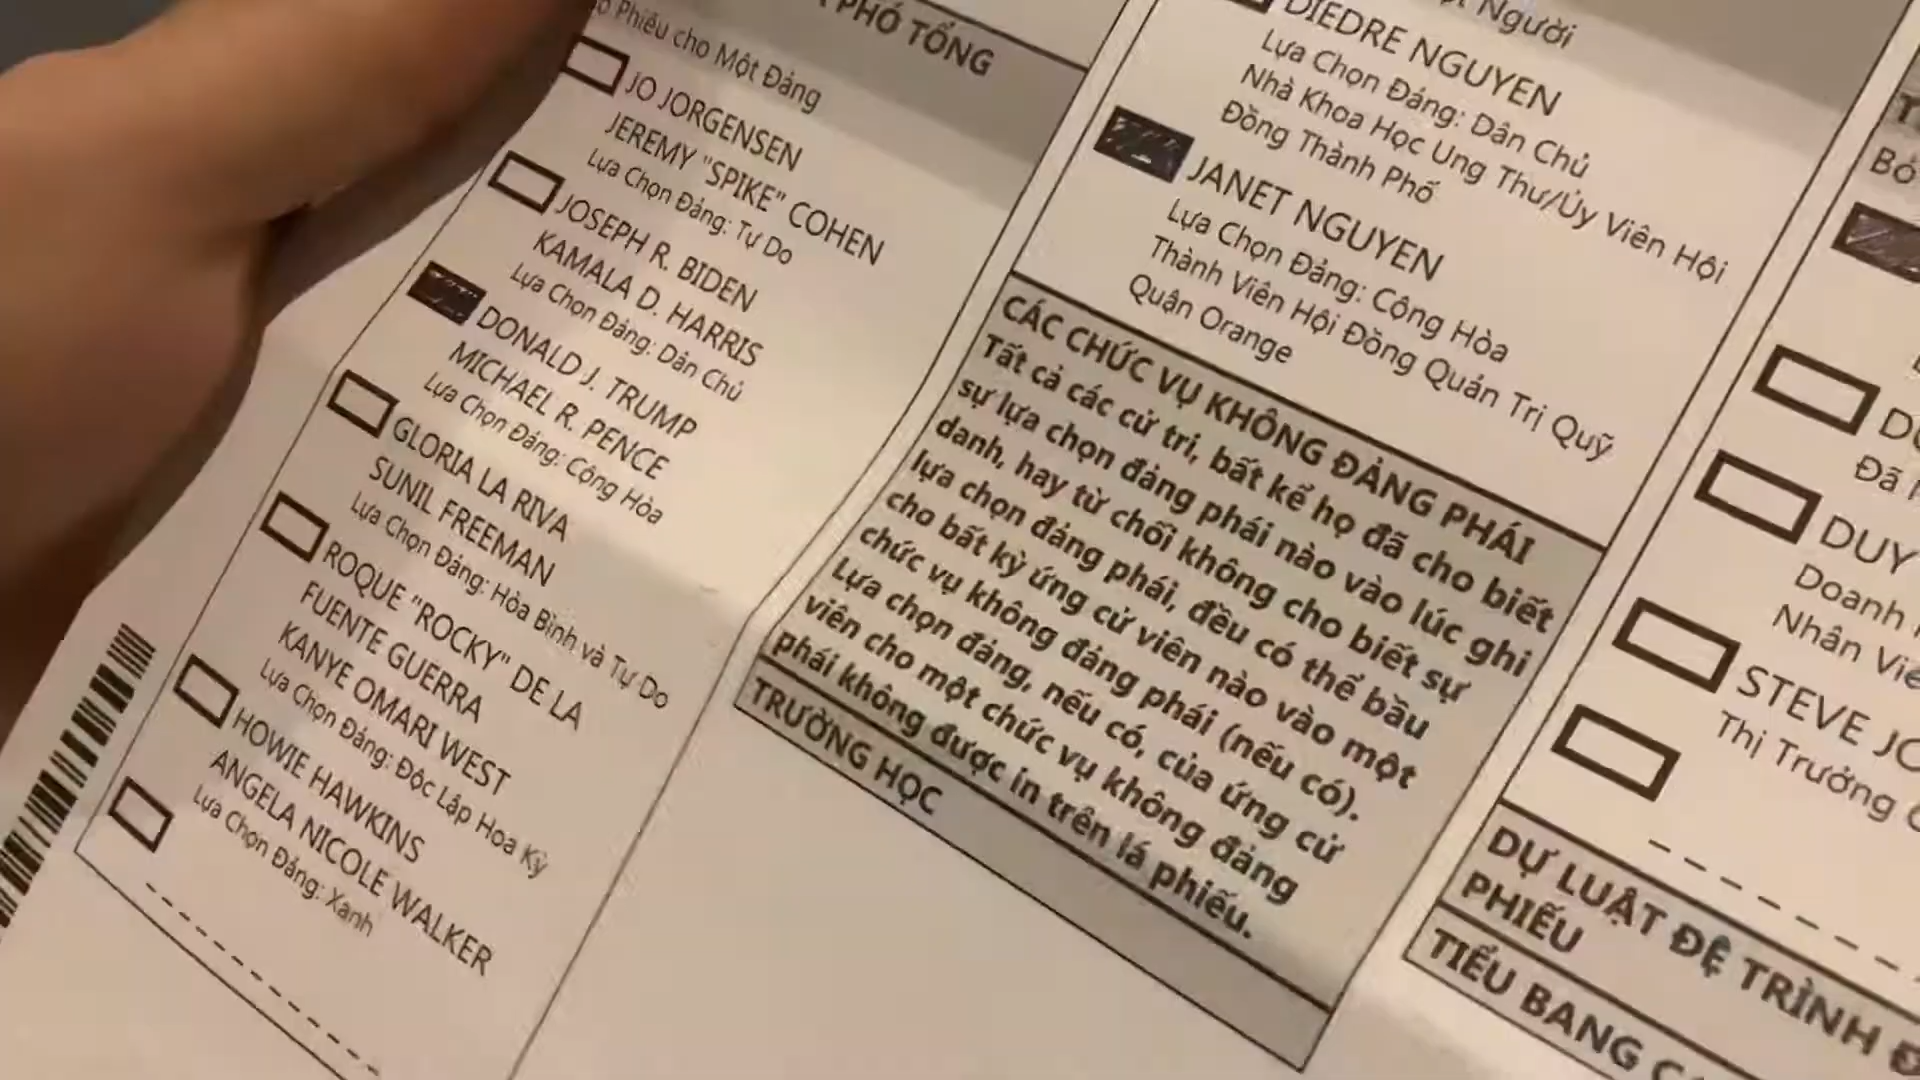 PHÓ TỔNG
Phiếu cho Một Đảng
JO JORGENSEN
JEREMY "SPIKE" COHEN
Lựa Chọn Đảng: Tự Do
JOSEPH R. BIDEN
KAMALA D. HARRIS
Lựa Chọn Đảng: Dân Chủ
DONALD J. TRUMP
MICHAEL R. PENCE
Lựa Chọn Đảng: Cộng Hòa
GLORIA LA RIVA
SUNIL FREEMAN
Lựa Chọn Đảng: Hòa Bình và Tự Do
ROQUE "ROCKY" DE LA
FUENTE GUERRA
KANYE OMARI WEST
Lựa Chọn Đảng: Độc Lập Hoa Kỳ
HOWIE HAWKINS
ANGELA NICOLE WALKER
Lựa Chọn Đảng: Xanh
Người
DIEDRE NGUYEN
Lựa Chọn Đảng: Dân Chủ
Nhà Khoa Học Ung Thư/Ủy Viên Hội
Đồng Thành Phố
JANET NGUYEN
Lựa Chọn Đảng: Cộng Hòa
Thành Viên Hội Đồng Quản Trị Quỹ
Quận Orange
CÁC CHỨC VỤ KHÔNG ĐẢNG PHÁI
Tất cả các cử tri, bất kể họ đã cho biết
sự lựa chọn đảng phái nào vào lúc ghi
danh, hay từ chối không cho biết sự
lựa chọn đảng phái, đều có thể bầu
cho bất kỳ ứng cử viên nào vào một
chức vụ không đảng phái (nếu có).
Lựa chọn đảng, nếu có, của ứng cử
viên cho một chức vụ không đảng
phái không được in trên lá phiếu.
TRƯỜNG HỌC
Đã
DUY
Doanh
Nhân
STEVE
Thị Trưởng
DỰ LUẬT ĐỆ TRÌNH
PHIẾU
TIỂU BANG